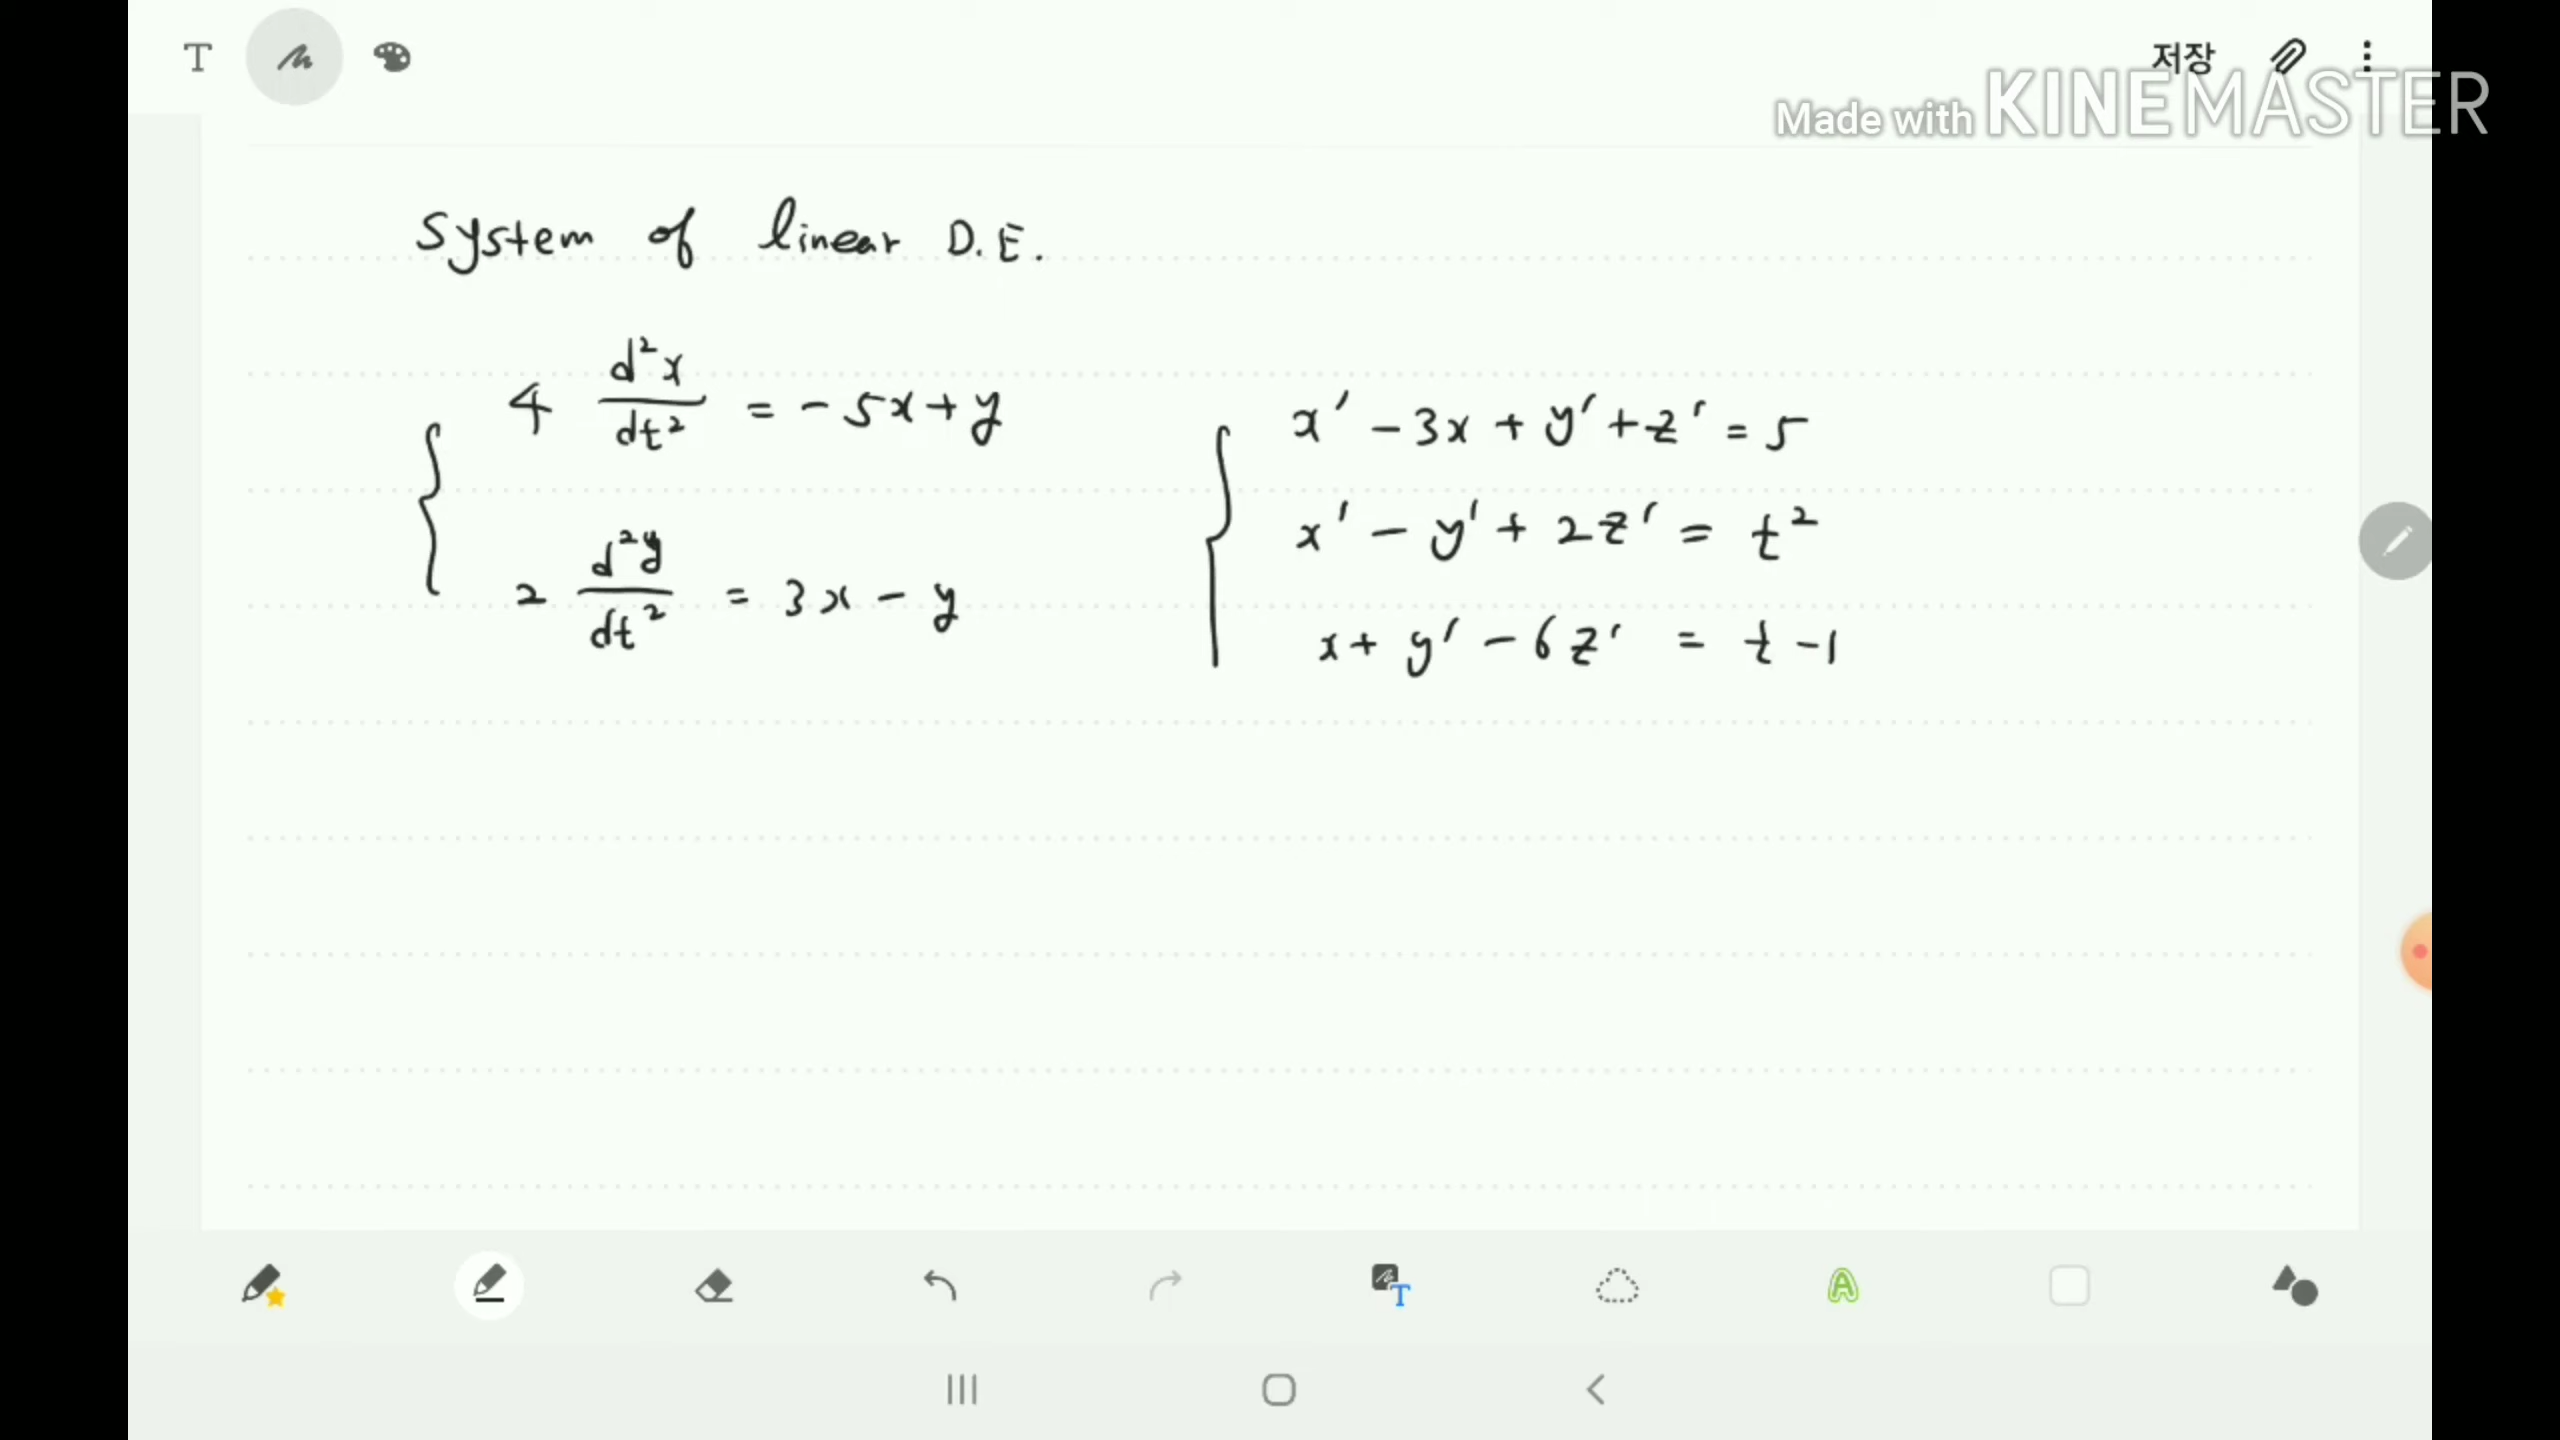 T
저장
Made with KINEMASTER
System of linear D.E.
4 d²x/dt² = -5x+y
2 d²y/dt² = 3x - y
x' - 3x + y' + z' = 5
x' - y' + 2z' = t²
x + y' - 6z' = t - 1